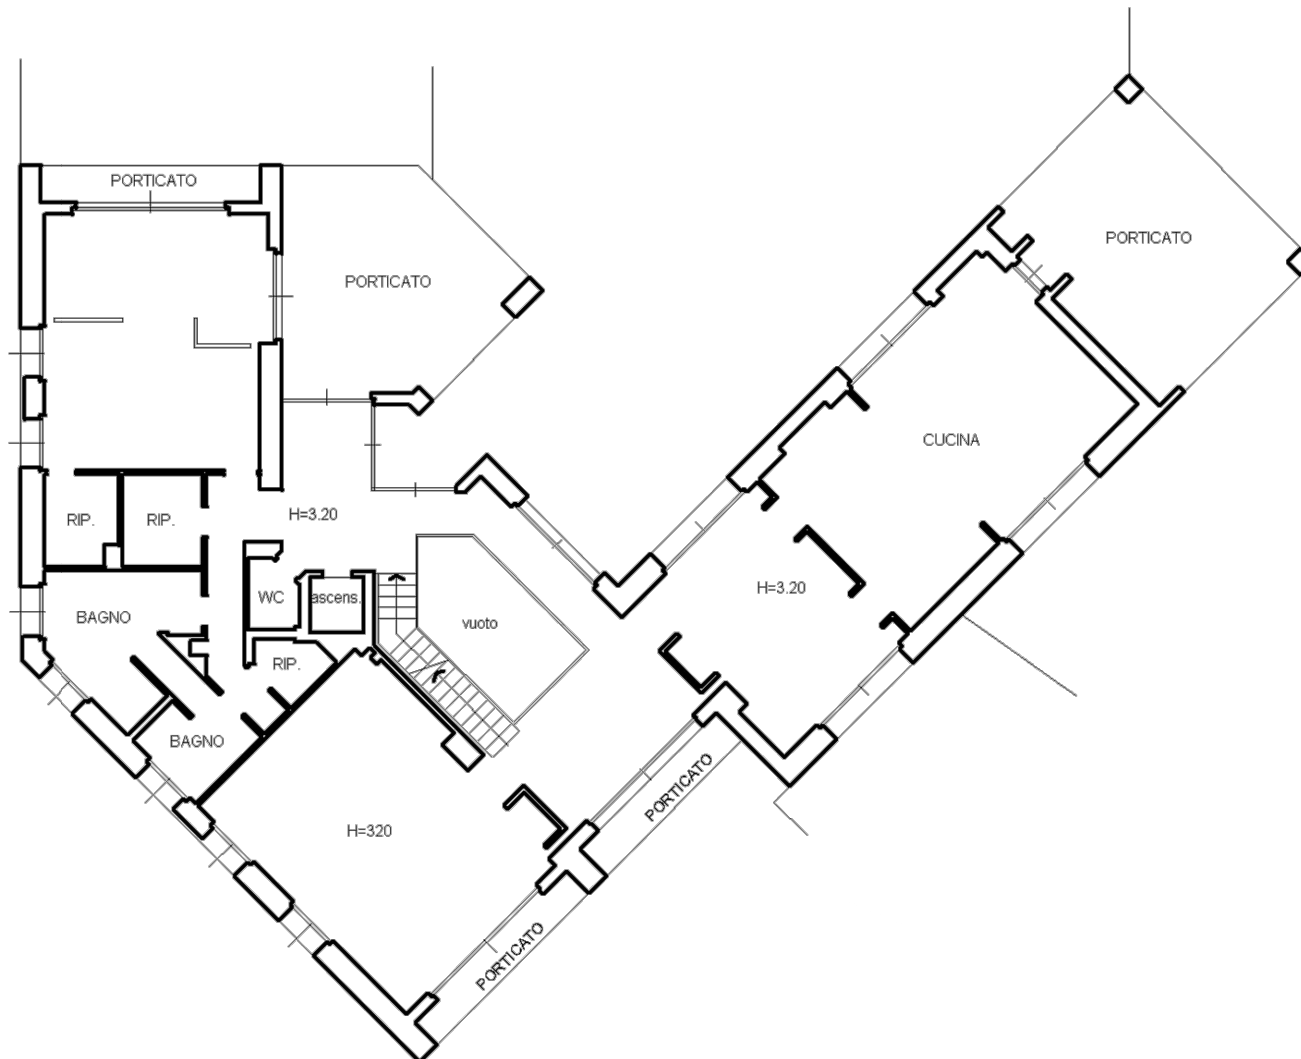 PORTICATO
PORTICATO
PORTICATO
CUCINA
RIP.
RIP.
H=3.20
H=3.20
WC
ascens.
BAGNO
vuoto
RIP.
BAGNO
PORTICATO
H=320
PORTICATO